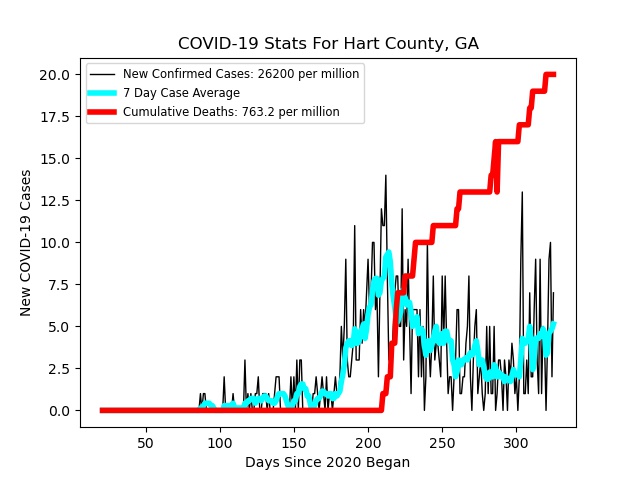 COVID-19 Stats For Hart County, GA
New Confirmed Cases: 26200 per million
7 Day Case Average
Cumulative Deaths: 763.2 per million
New COVID-19 Cases
20.0
17.5
15.0
12.5
10.0
7.5
5.0
2.5
0.0
50 100 150 200 250 300
Days Since 2020 Began